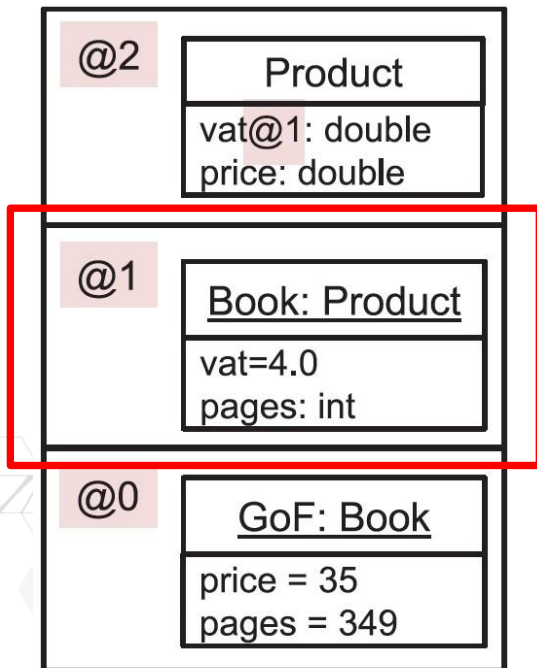 @2
Product
vat@1: double
price: double
@1
Book: Product
vat=4.0
pages: int
@0
GoF: Book
price = 35
pages = 349